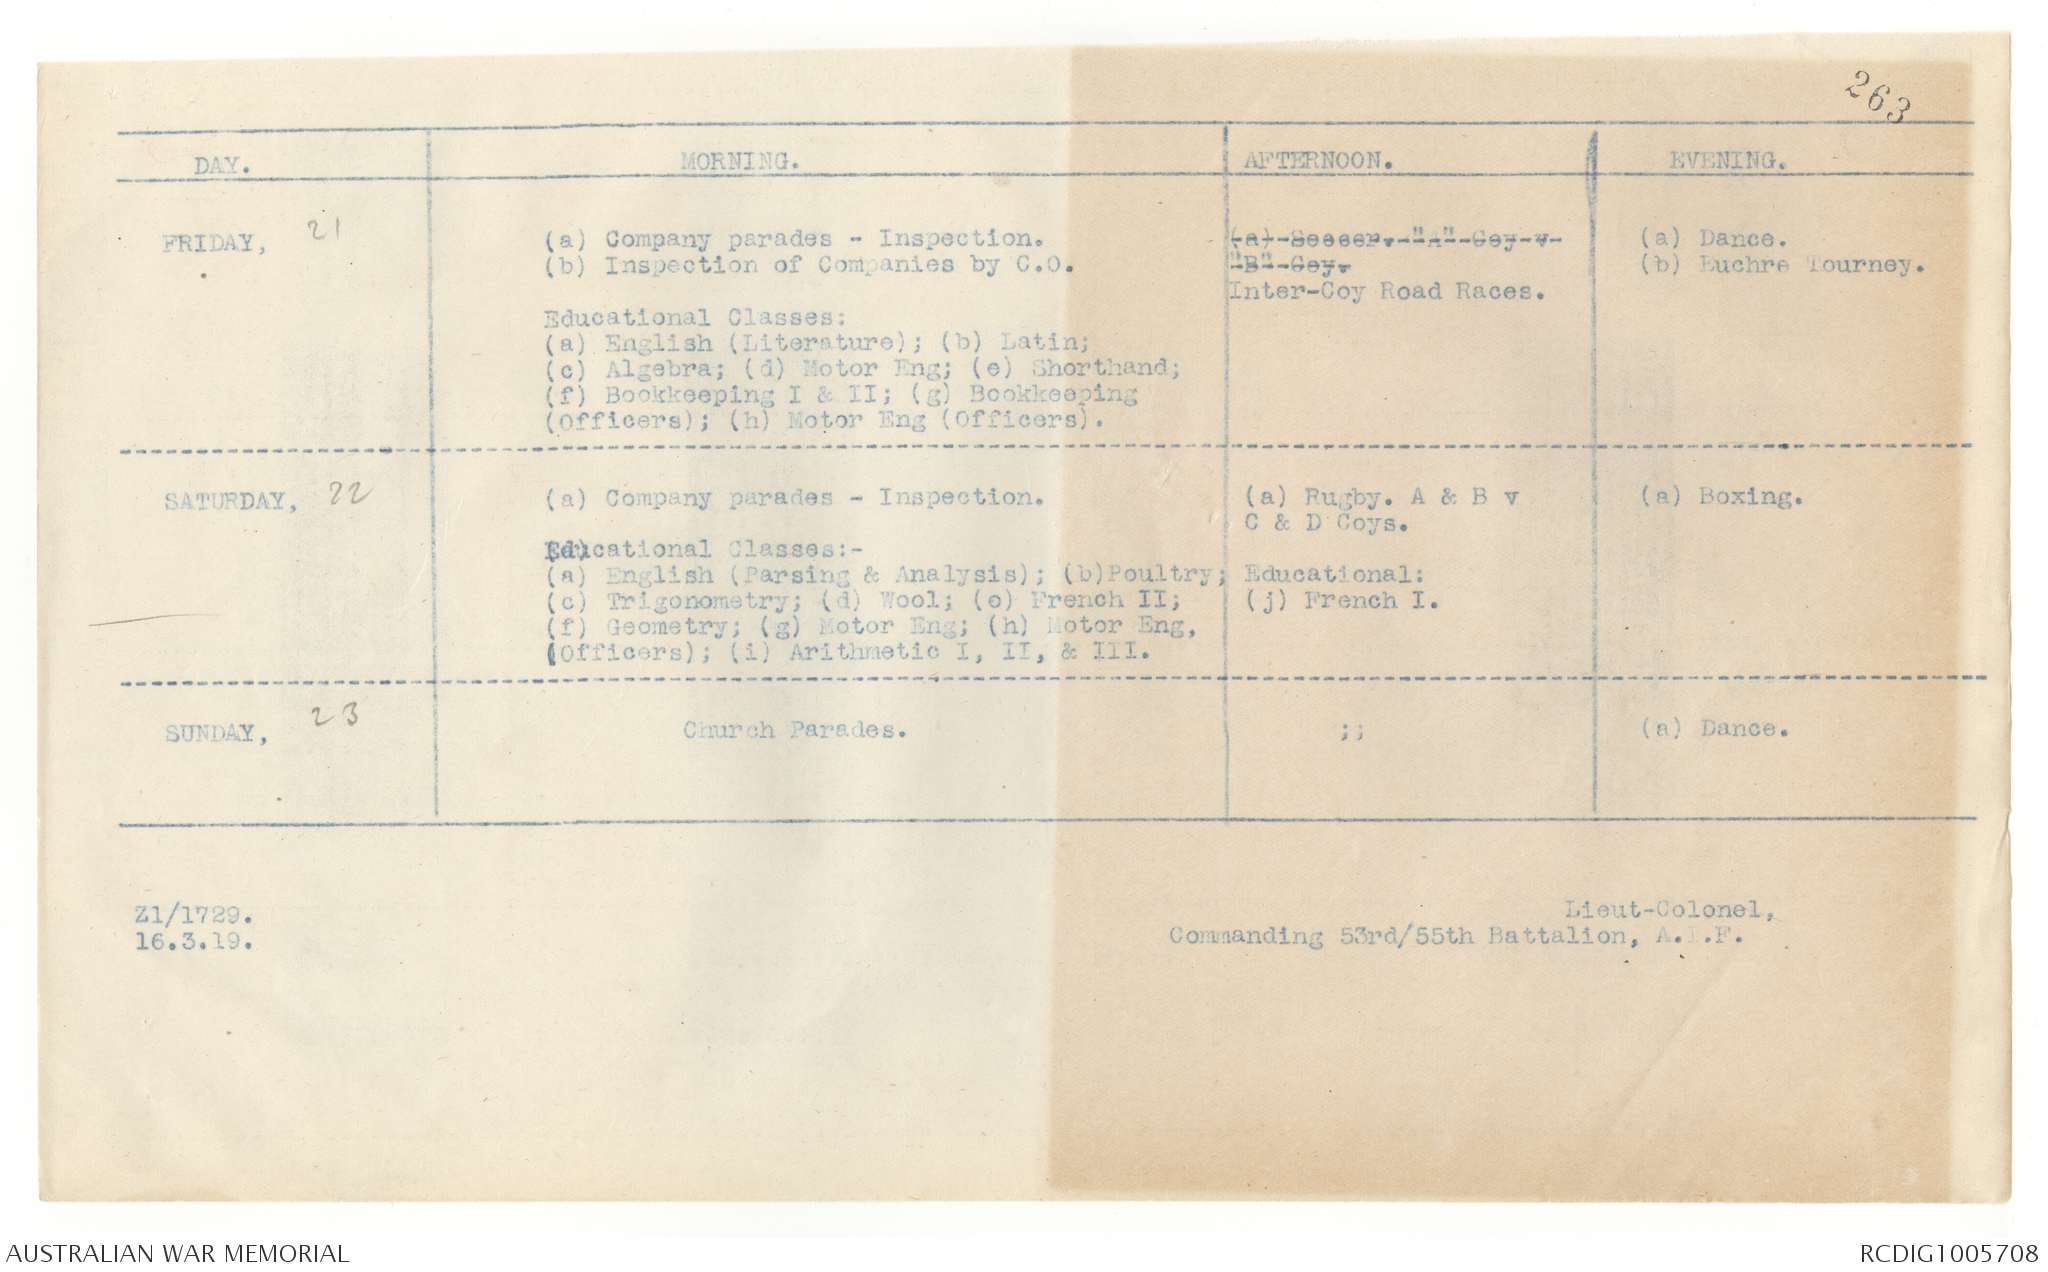 263
DAY. MORNING. AFTERNOON. EVENING.
FRIDAY, 21
(a) Company parades - Inspection.
(b) Inspection of Companies by C.O.
Educational Classes:
(a) English (Literature); (b) Latin;
(c) Algebra; (d) Motor Eng; (e) Shorthand;
(f) Bookkeeping I & II; (g) Bookkeeping
(Officers); (h) Motor Eng (Officers).
(a) Soccer. "A" Coy v
"B" Coy.
Inter-Coy Road Races.
(a) Dance.
(b) Euchre Tourney.
SATURDAY, 22
(a) Company parades - Inspection.
Educational Classes:-
(a) English (Parsing & Analysis); (b)Poultry;
(c) Trigonometry; (d) Wool; (e) French II;
(f) Geometry; (g) Motor Eng; (h) Motor Eng,
(Officers); (i) Arithmetic I, II, & III.
(a) Rugby. A & B v
C & D Coys.
Educational:
(j) French I.
(a) Boxing.
SUNDAY, 23
Church Parades.
;;
(a) Dance.
Z1/1729.
16.3.19.
Lieut-Colonel,
Commanding 53rd/55th Battalion, A.I.F.
AUSTRALIAN WAR MEMORIAL
RCDIG1005708